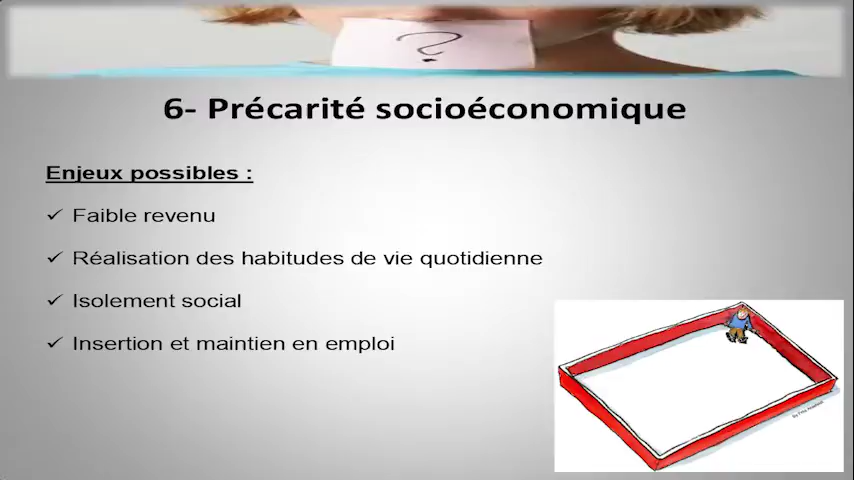 ?
6- Précarité socioéconomique
Enjeux possibles :
Faible revenu
Réalisation des habitudes de vie quotidienne
Isolement social
Insertion et maintien en emploi